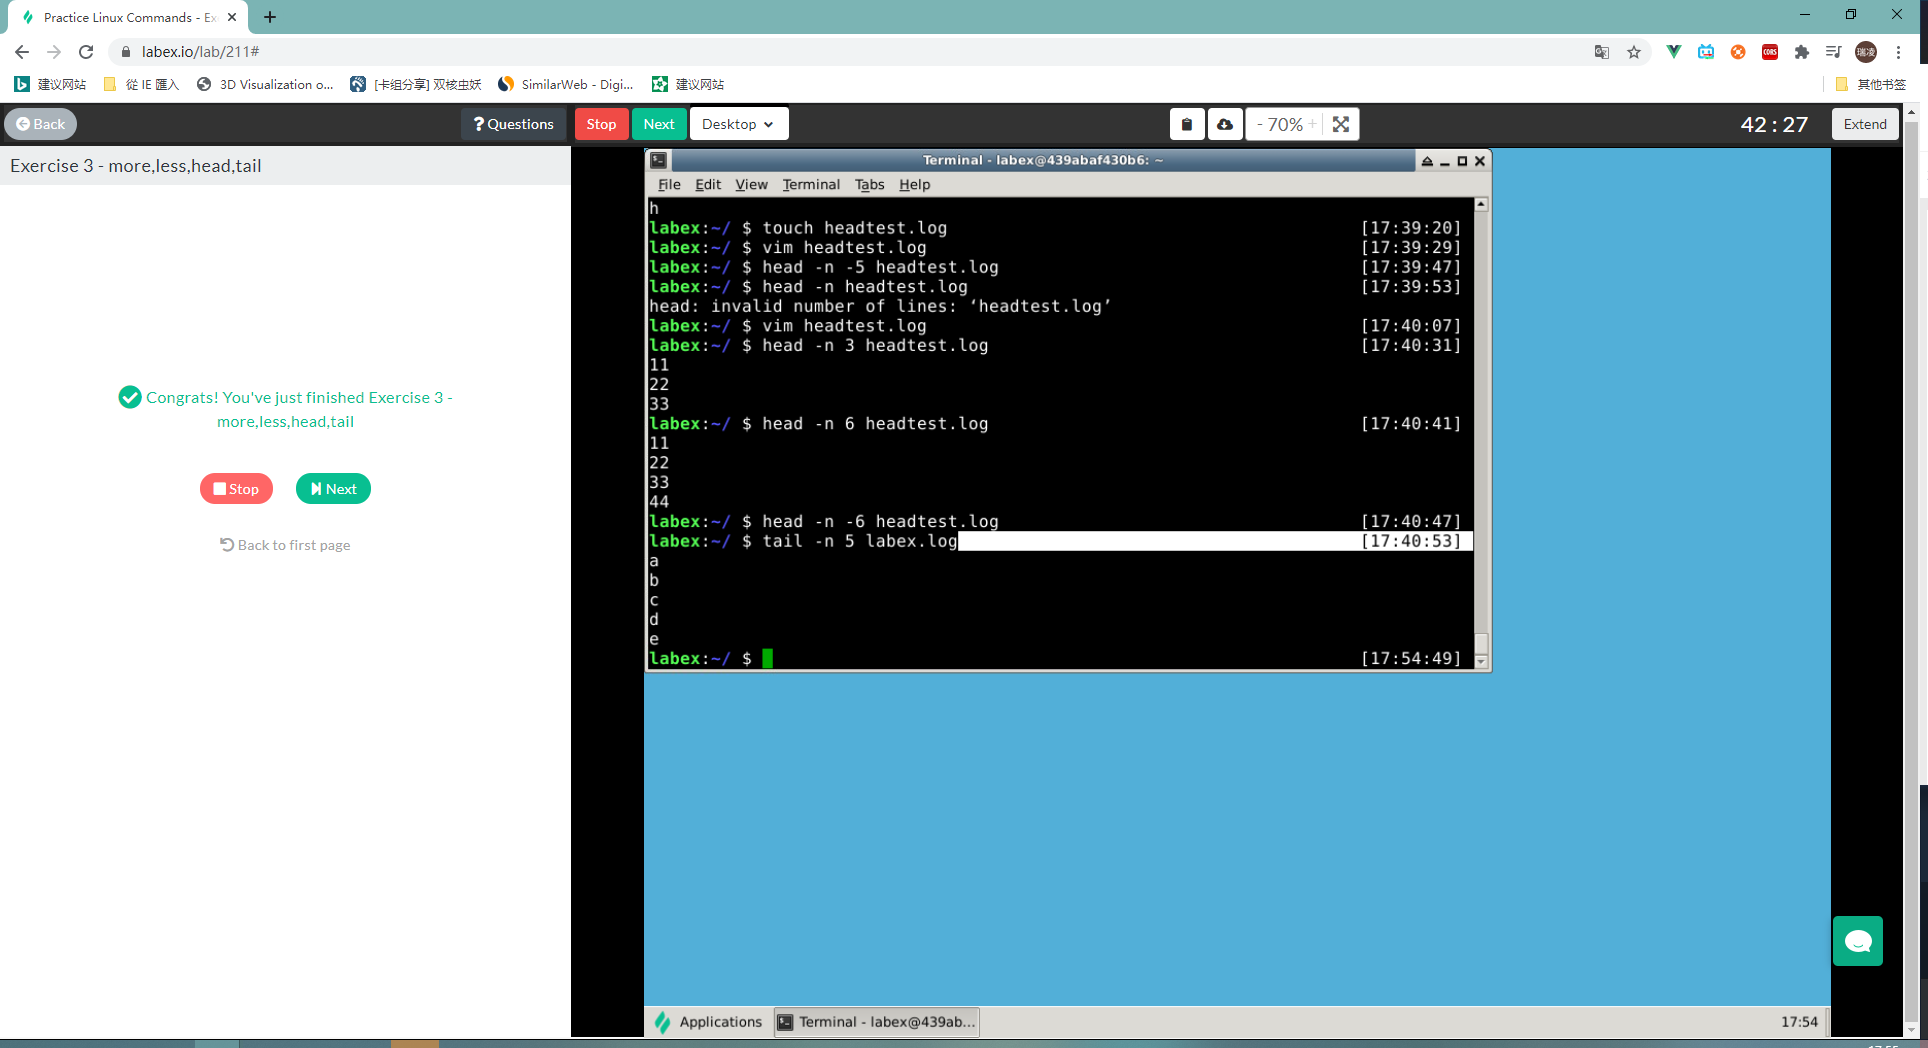 Practice Linux Commands - Ex
labex.io/lab/211#
建议网站
從 IE 匯入
3D Visualization o...
[卡组分享] 双核虫妖
SimilarWeb - Digi...
建议网站
其他书签
CORS
瑞凌
Back
? Questions
Stop
Next
Desktop
- 70% +
42 : 27
Extend
Exercise 3 - more,less,head,tail
Congrats! You've just finished Exercise 3 -
more,less,head,tail
Stop
Next
Back to first page
Terminal - labex@439abaf430b6: ~
File Edit View Terminal Tabs Help
h
labex:~/ $ touch headtest.log [17:39:20]
labex:~/ $ vim headtest.log [17:39:29]
labex:~/ $ head -n -5 headtest.log [17:39:47]
labex:~/ $ head -n headtest.log [17:39:53]
head: invalid number of lines: ‘headtest.log’
labex:~/ $ vim headtest.log [17:40:07]
labex:~/ $ head -n 3 headtest.log [17:40:31]
11
22
33
labex:~/ $ head -n 6 headtest.log [17:40:41]
11
22
33
44
labex:~/ $ head -n -6 headtest.log [17:40:47]
labex:~/ $ tail -n 5 labex.log [17:40:53]
a
b
c
d
e
labex:~/ $ [17:54:49]
Applications
Terminal - labex@439ab...
17:54